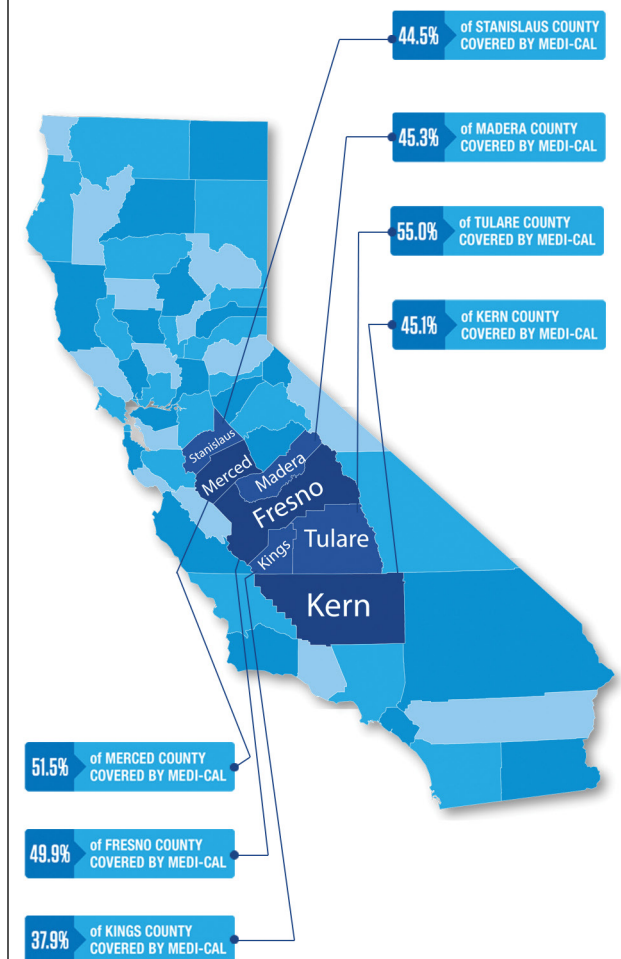 44.5% of STANISLAUS COUNTY
COVERED BY MEDI-CAL
45.3% of MADERA COUNTY
COVERED BY MEDI-CAL
55.0% of TULARE COUNTY
COVERED BY MEDI-CAL
45.1% of KERN COUNTY
COVERED BY MEDI-CAL
Stanislaus
Merced
Madera
Fresno
Kings
Tulare
Kern
51.5% of MERCED COUNTY
COVERED BY MEDI-CAL
49.9% of FRESNO COUNTY
COVERED BY MEDI-CAL
37.9% of KINGS COUNTY
COVERED BY MEDI-CAL